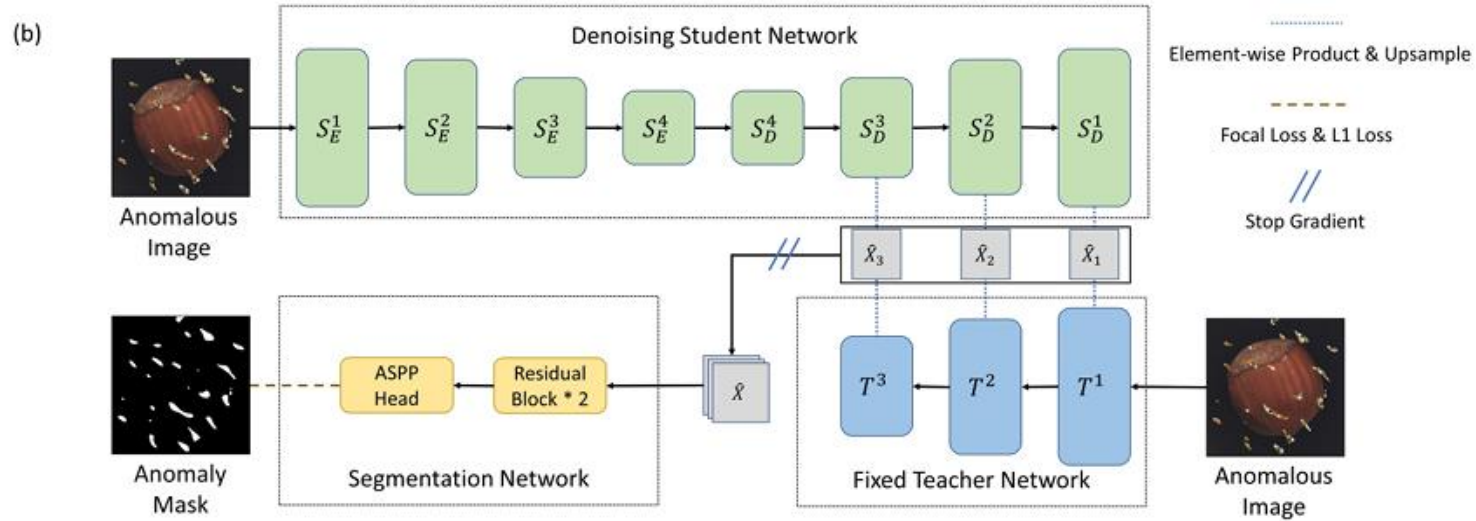 (b)
Denoising Student Network
Anomalous
Image
S_E^1
S_E^2
S_E^3
S_E^4
S_D^4
S_D^3
S_D^2
S_D^1
Element-wise Product & Upsample
Focal Loss & L1 Loss
Stop Gradient
X̂_3
X̂_2
X̂_1
Anomaly
Mask
ASPP
Head
Residual
Block * 2
Segmentation Network
X̂
T^3
T^2
T^1
Fixed Teacher Network
Anomalous
Image